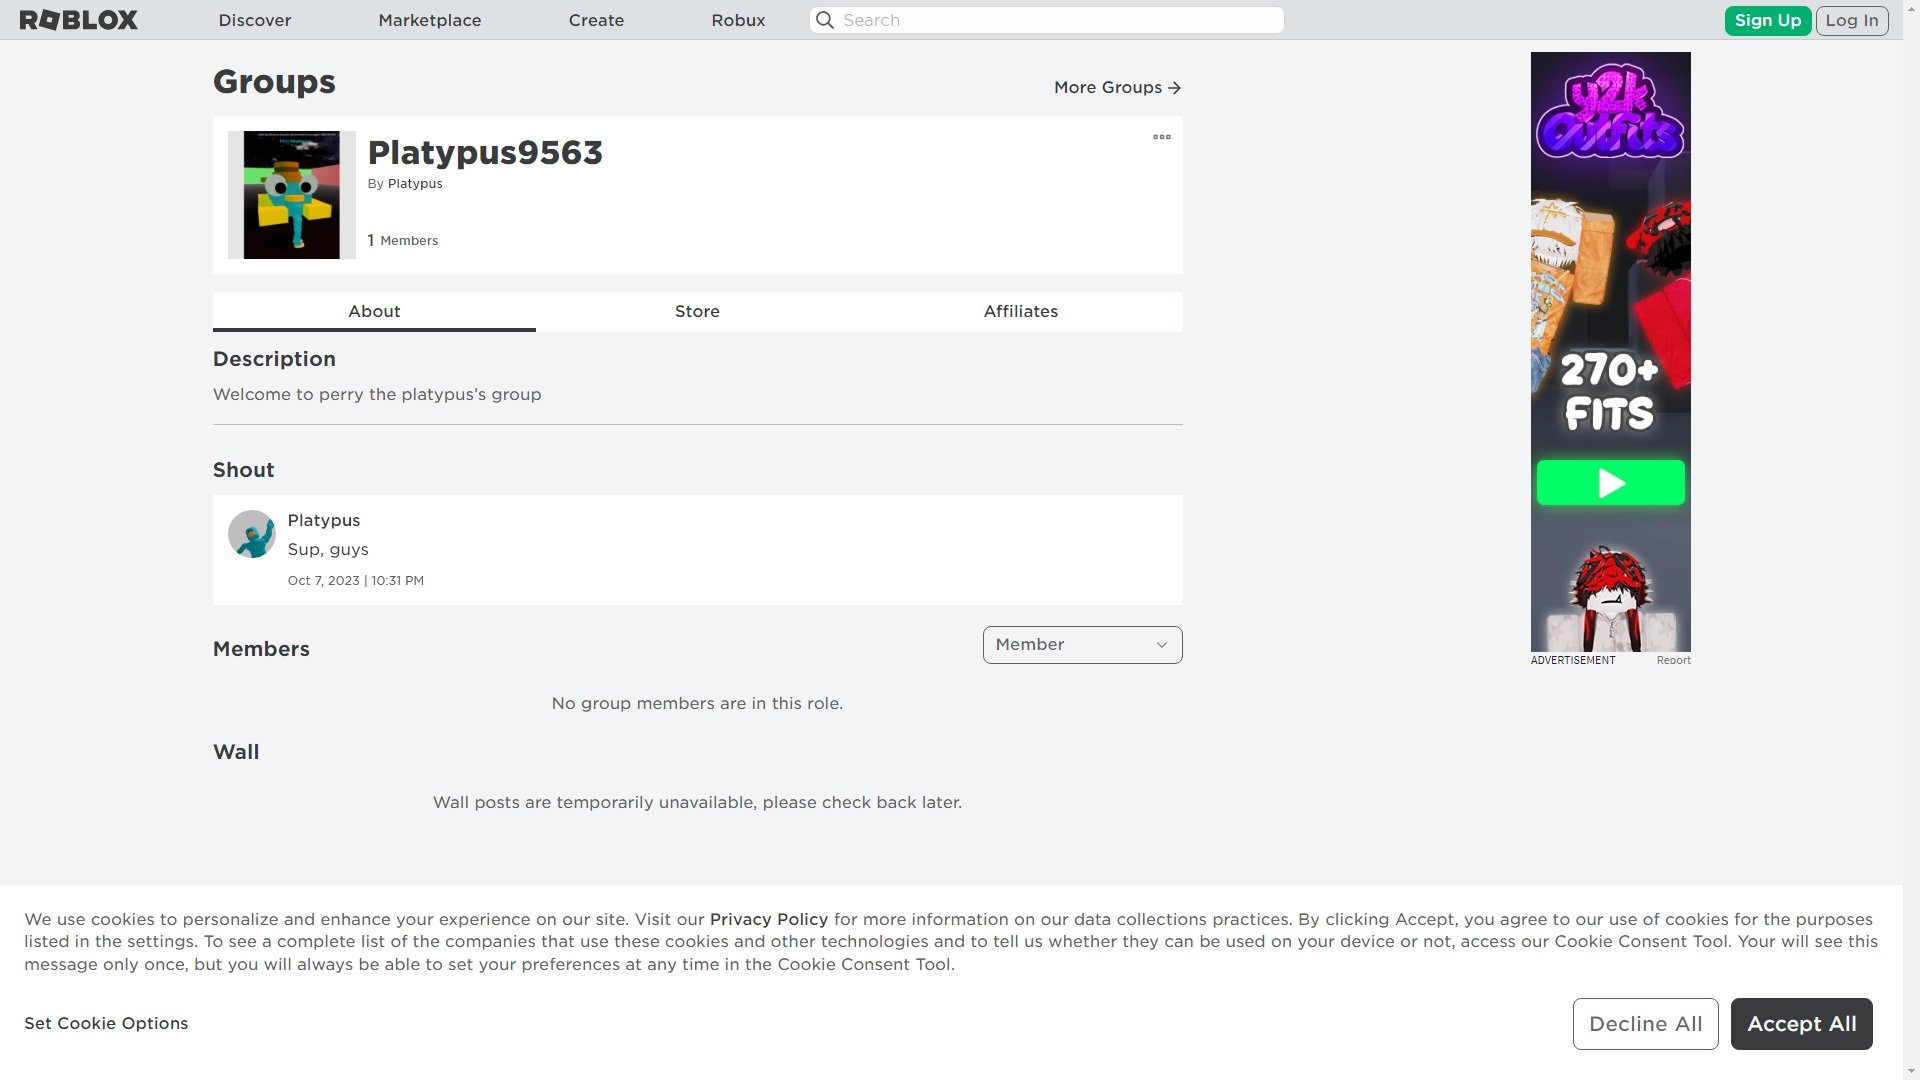 ROBLOX
Discover
Marketplace
Create
Robux
Search
Sign Up
Log In
Groups
More Groups
Platypus9563
By Platypus
1 Members
About
Store
Affiliates
Description
Welcome to perry the platypus’s group
Shout
Platypus
Sup, guys
Oct 7, 2023 | 10:31 PM
Members
Member
No group members are in this role.
Wall
Wall posts are temporarily unavailable, please check back later.
y2k
Outfits
270+
FITS
ADVERTISEMENT
Report
We use cookies to personalize and enhance your experience on our site. Visit our Privacy Policy for more information on our data collections practices. By clicking Accept, you agree to our use of cookies for the purposes
listed in the settings. To see a complete list of the companies that use these cookies and other technologies and to tell us whether they can be used on your device or not, access our Cookie Consent Tool. Your will see this
message only once, but you will always be able to set your preferences at any time in the Cookie Consent Tool.
Set Cookie Options
Decline All
Accept All